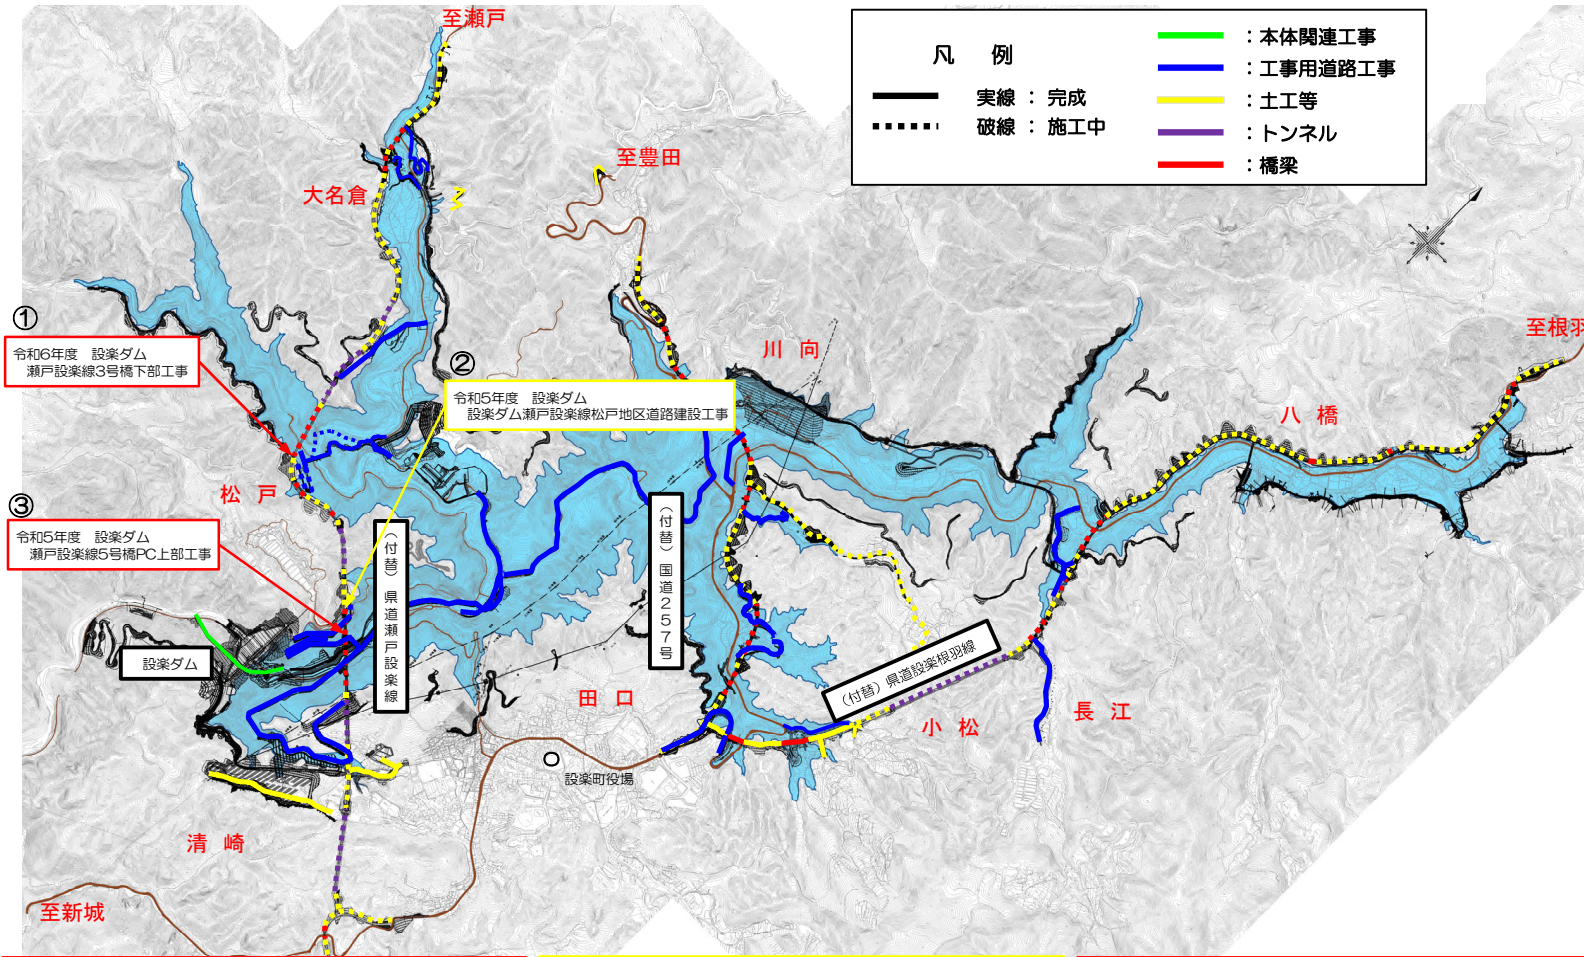 至瀬戸
凡 例
実線 : 完成
破線 : 施工中
: 本体関連工事
: 工事用道路工事
: 土工等
: トンネル
: 橋梁
至豊田
大名倉
①
令和6年度 設楽ダム
瀬戸設楽線3号橋下部工事
②
令和5年度 設楽ダム
設楽ダム瀬戸設楽線松戸地区道路建設工事
川向
至根羽
八橋
松戸
③
令和5年度 設楽ダム
瀬戸設楽線5号橋PC上部工事
(付替)県道瀬戸設楽線
(付替)国道257号
設楽ダム
(付替)県道設楽根羽線
田口
小松
長江
設楽町役場
清崎
至新城